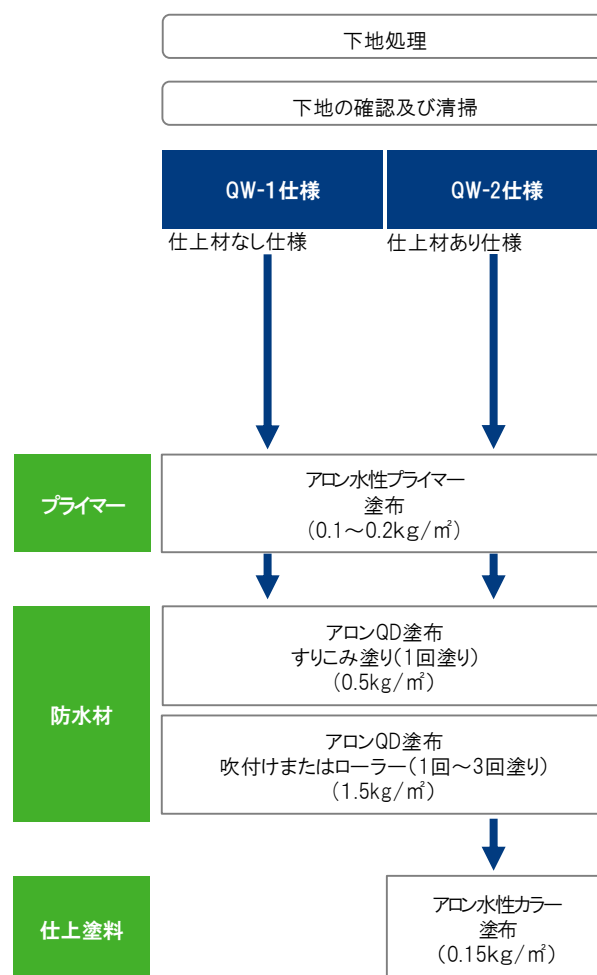 下地処理
下地の確認及び清掃
QW-1仕様
QW-2仕様
仕上材なし仕様
仕上材あり仕様
プライマー
アロン水性プライマー
塗布
(0.1～0.2kg/㎡)
防水材
アロンQD塗布
すりこみ塗り(1回塗り)
(0.5kg/㎡)
アロンQD塗布
吹付けまたはローラー(1回～3回塗り)
(1.5kg/㎡)
仕上塗料
アロン水性カラー
塗布
(0.15kg/㎡)